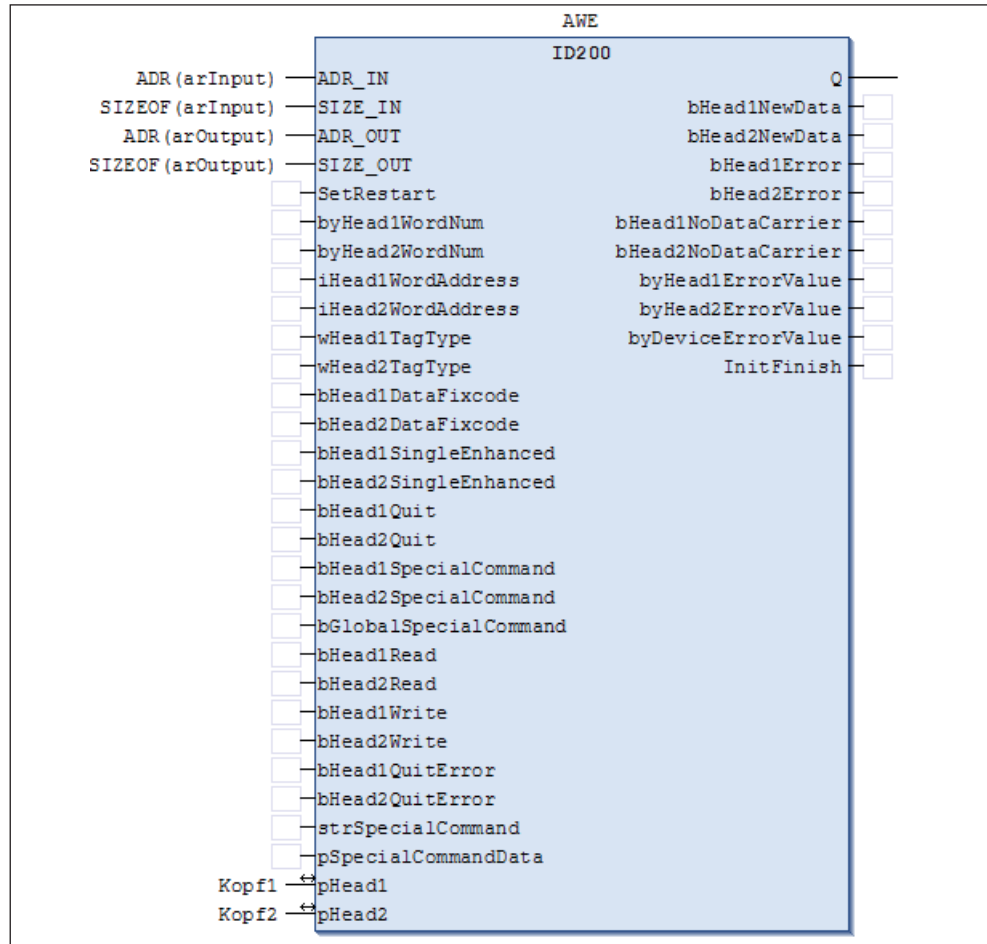 AWE
ID200
ADR(arInput) ADR_IN Q
SIZEOF(arInput) SIZE_IN bHead1NewData
ADR(arOutput) ADR_OUT bHead2NewData
SIZEOF(arOutput) SIZE_OUT bHead1Error
SetRestart bHead2Error
byHead1WordNum bHead1NoDataCarrier
byHead2WordNum bHead2NoDataCarrier
iHead1WordAddress byHead1ErrorValue
iHead2WordAddress byHead2ErrorValue
wHead1TagType byDeviceErrorValue
wHead2TagType InitFinish
bHead1DataFixcode
bHead2DataFixcode
bHead1SingleEnhanced
bHead2SingleEnhanced
bHead1Quit
bHead2Quit
bHead1SpecialCommand
bHead2SpecialCommand
bGlobalSpecialCommand
bHead1Read
bHead2Read
bHead1Write
bHead2Write
bHead1QuitError
bHead2QuitError
strSpecialCommand
pSpecialCommandData
Kopf1 pHead1
Kopf2 pHead2